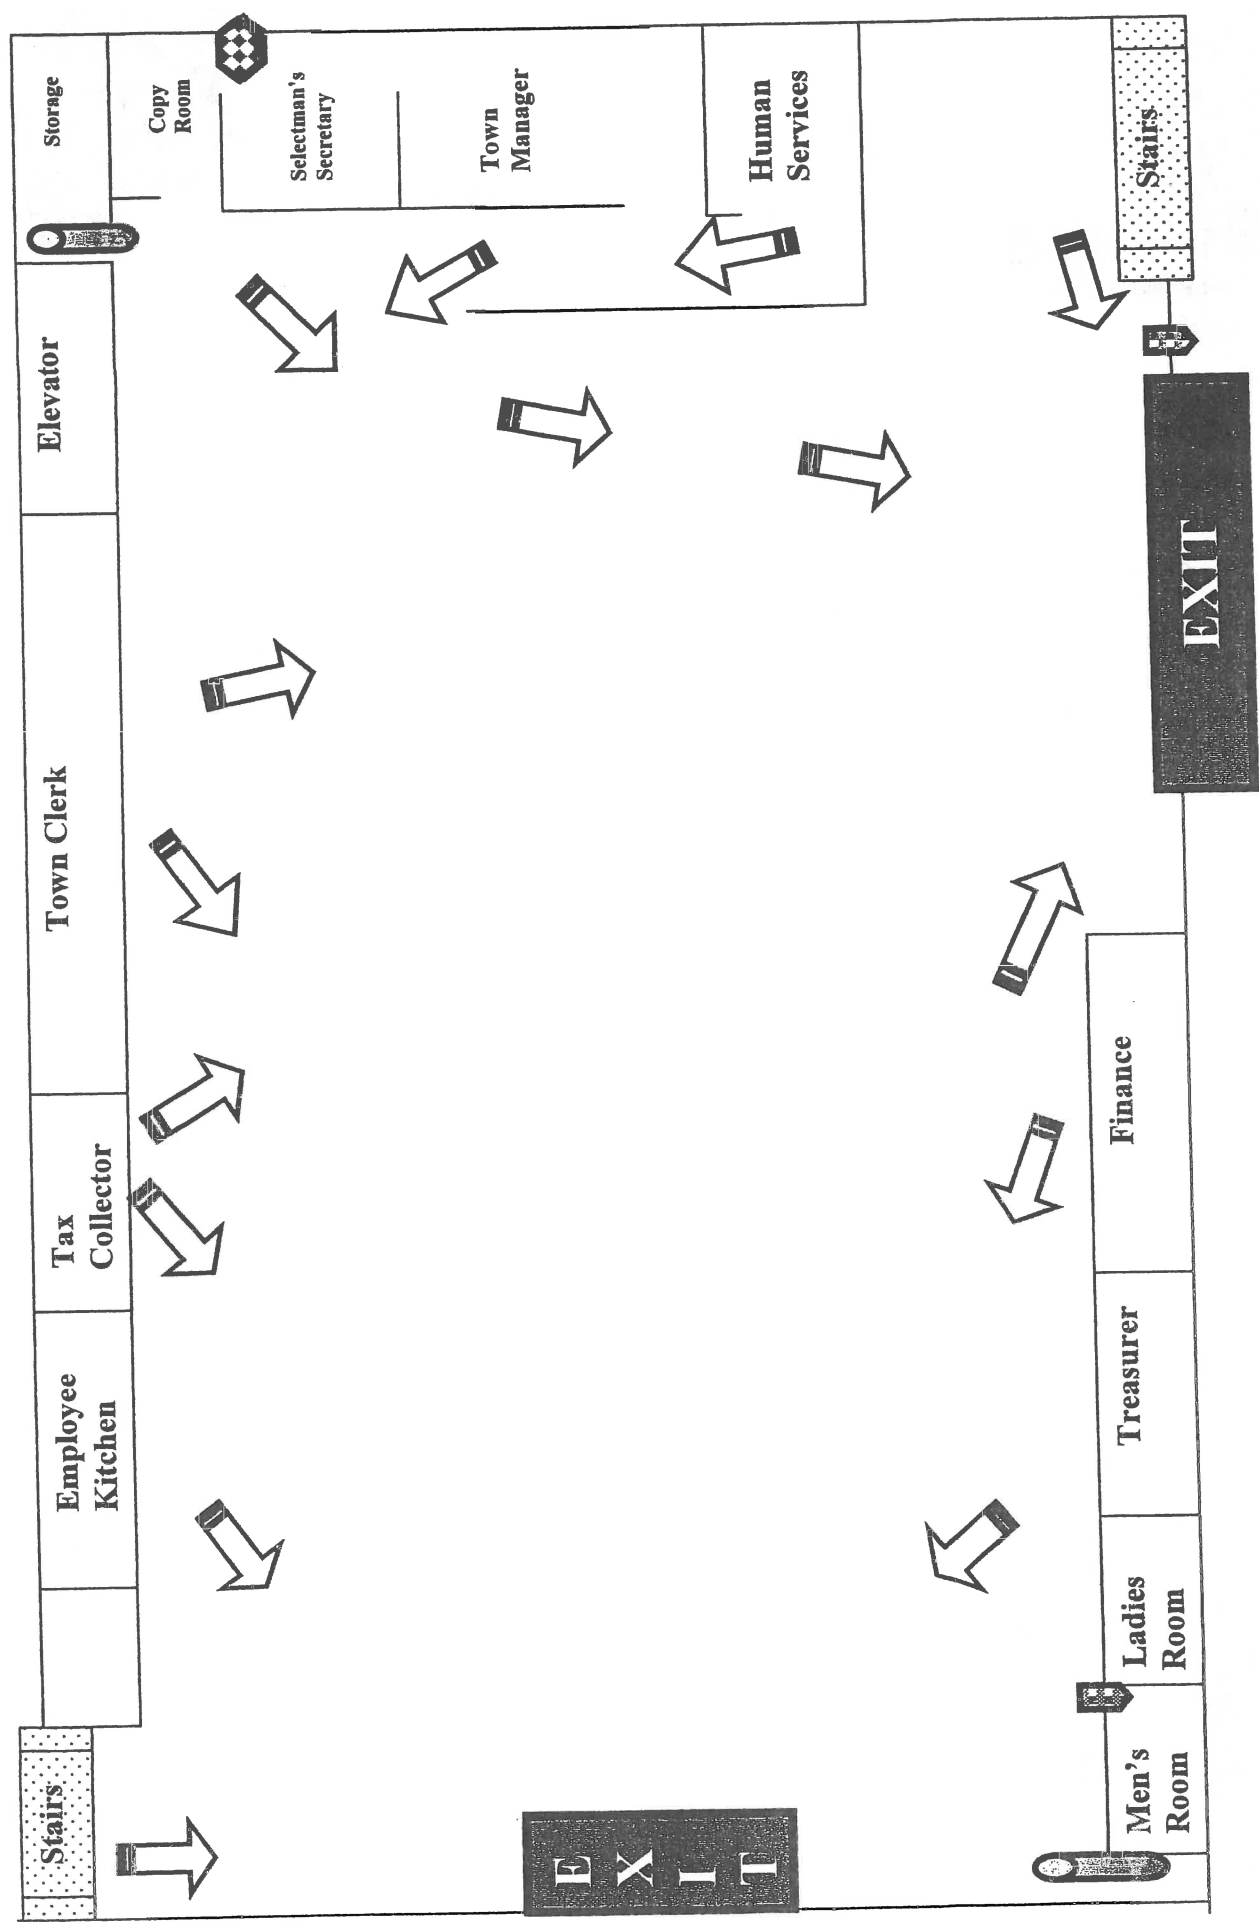 Stairs
Employee
Kitchen
Tax
Collector
Town Clerk
Elevator
Storage
Copy
Room
Selectman's
Secretary
Town
Manager
Human
Services
Stairs
EXIT
EXIT
Men's
Room
Ladies
Room
Treasurer
Finance